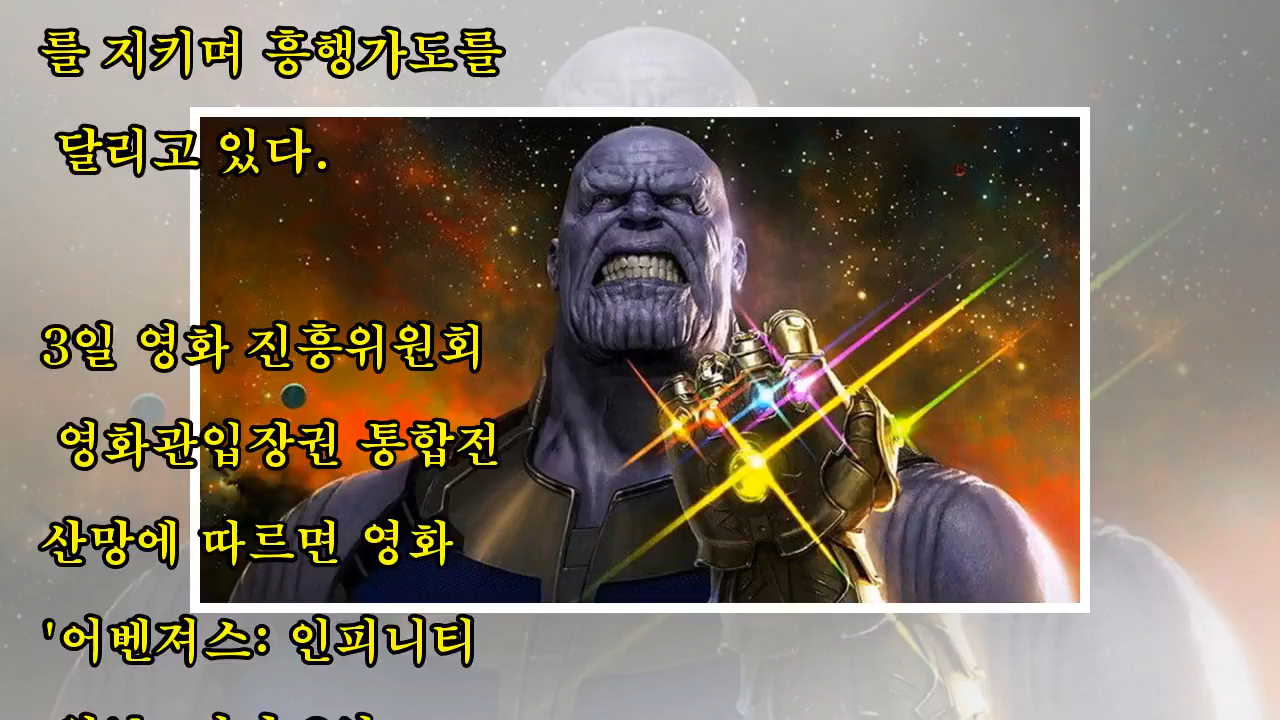 를 지키며 흥행가도를
달리고 있다.
3일 영화 진흥위원회
영화관입장권 통합전
산망에 따르면 영화
'어벤져스: 인피니티